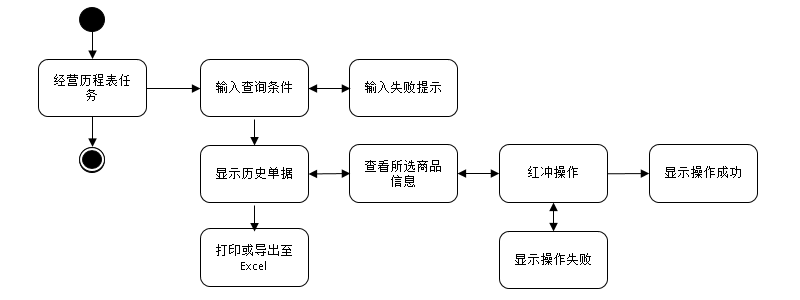 经营历程表任
务
输入查询条件
输入失败提示
显示历史单据
查看所选商品
信息
红冲操作
显示操作成功
打印或导出至
Excel
显示操作失败